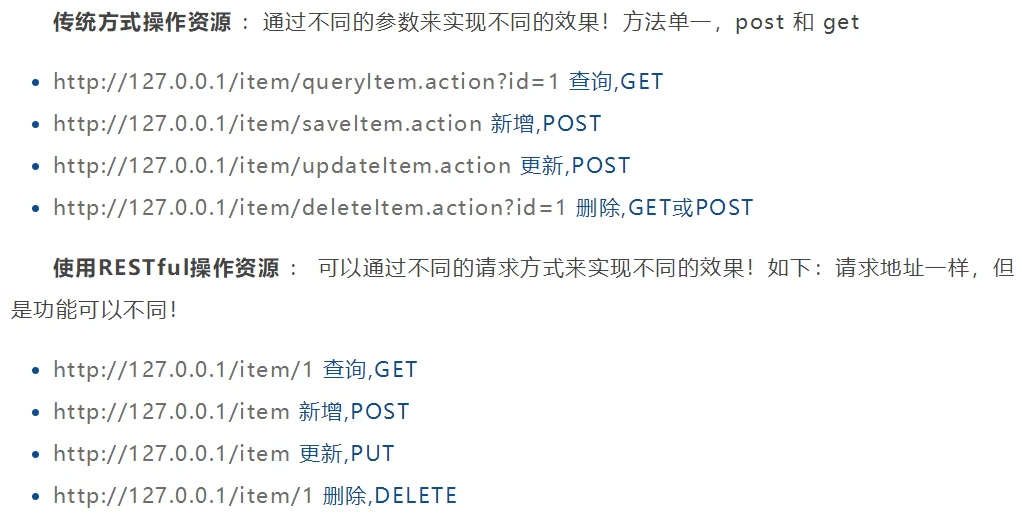 传统方式操作资源 ：通过不同的参数来实现不同的效果！方法单一，post 和 get
http://127.0.0.1/item/queryItem.action?id=1 查询,GET
http://127.0.0.1/item/saveItem.action 新增,POST
http://127.0.0.1/item/updateItem.action 更新,POST
http://127.0.0.1/item/deleteItem.action?id=1 删除,GET或POST
使用RESTful操作资源 ： 可以通过不同的请求方式来实现不同的效果！如下：请求地址一样，但
是功能可以不同！
http://127.0.0.1/item/1 查询,GET
http://127.0.0.1/item 新增,POST
http://127.0.0.1/item 更新,PUT
http://127.0.0.1/item/1 删除,DELETE